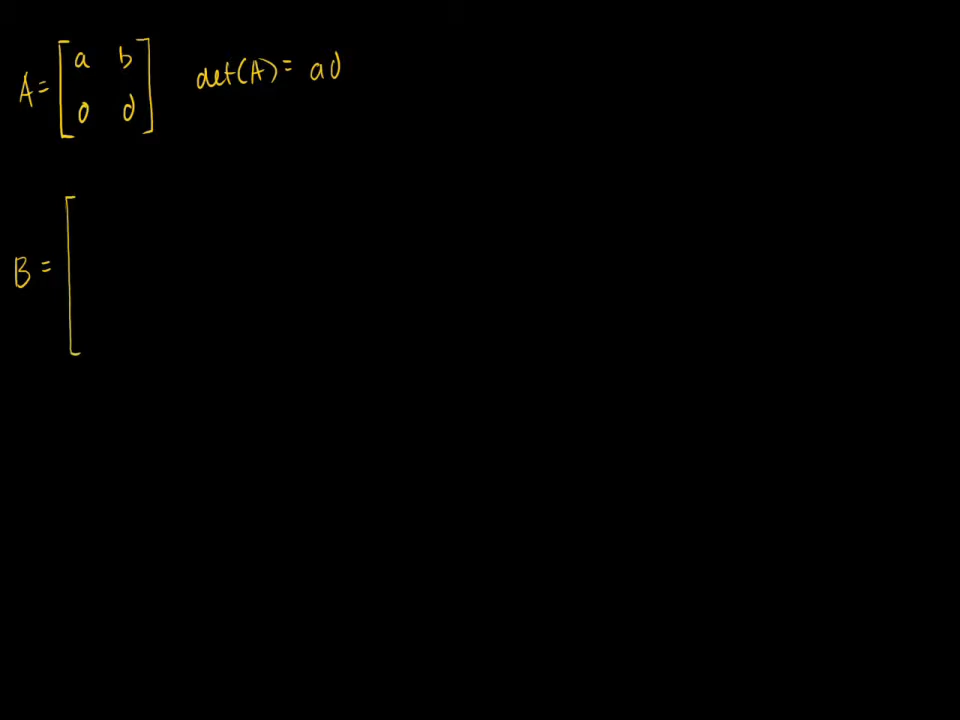 A = [ a b
0 d ] det(A) = ad
B = [